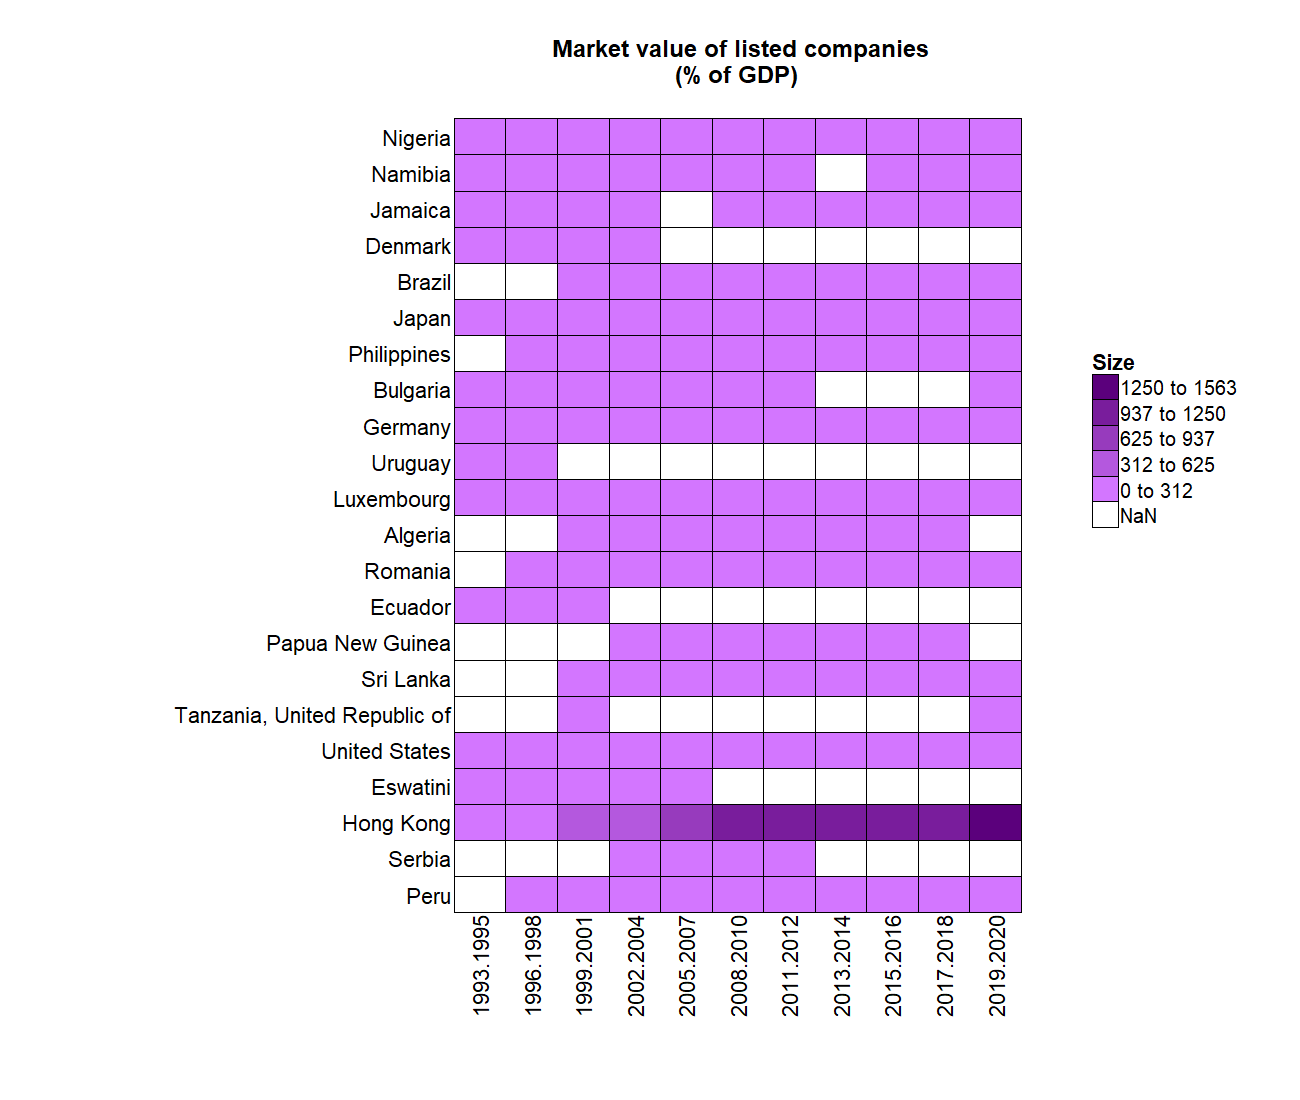 Market value of listed companies
(% of GDP)
Nigeria
Namibia
Jamaica
Denmark
Brazil
Japan
Philippines
Bulgaria
Germany
Uruguay
Luxembourg
Algeria
Romania
Ecuador
Papua New Guinea
Sri Lanka
Tanzania, United Republic of
United States
Eswatini
Hong Kong
Serbia
Peru
1993.1995
1996.1998
1999.2001
2002.2004
2005.2007
2008.2010
2011.2012
2013.2014
2015.2016
2017.2018
2019.2020
Size
1250 to 1563
937 to 1250
625 to 937
312 to 625
0 to 312
NaN